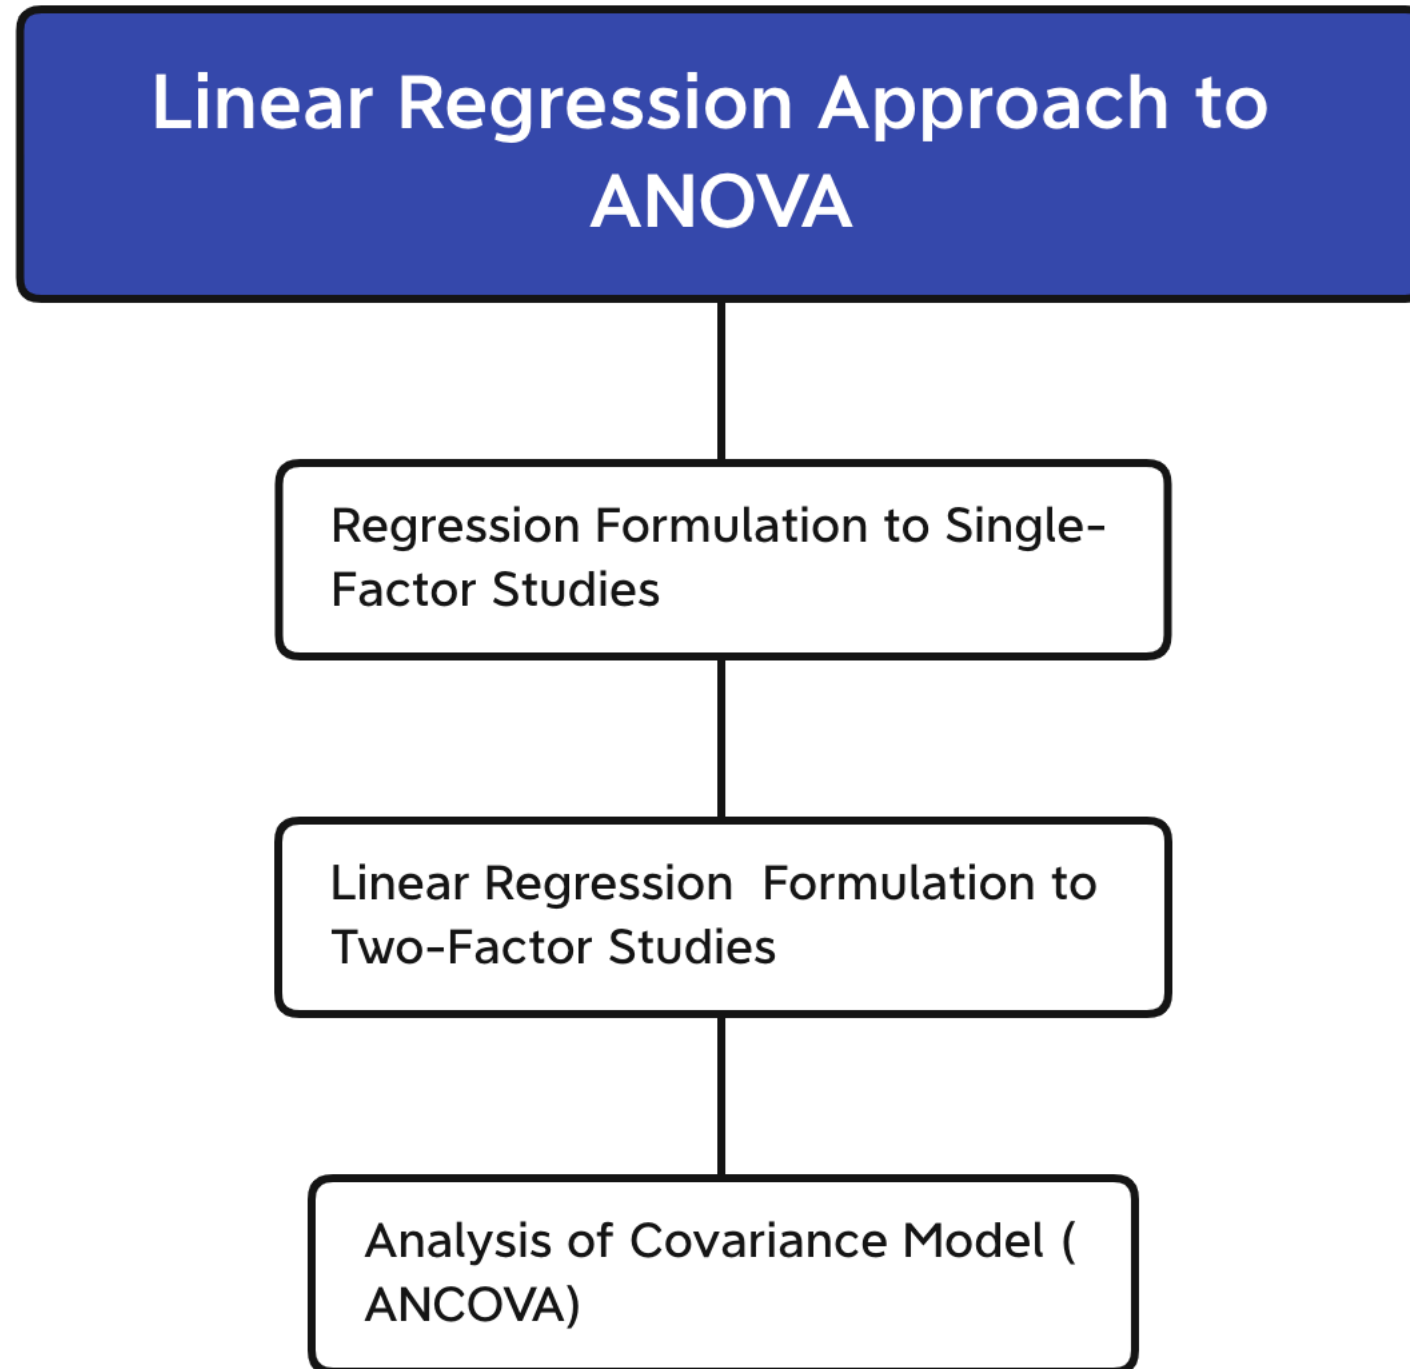 Linear Regression Approach to
ANOVA
Regression Formulation to Single-
Factor Studies
Linear Regression  Formulation to
Two-Factor Studies
Analysis of Covariance Model (
ANCOVA)